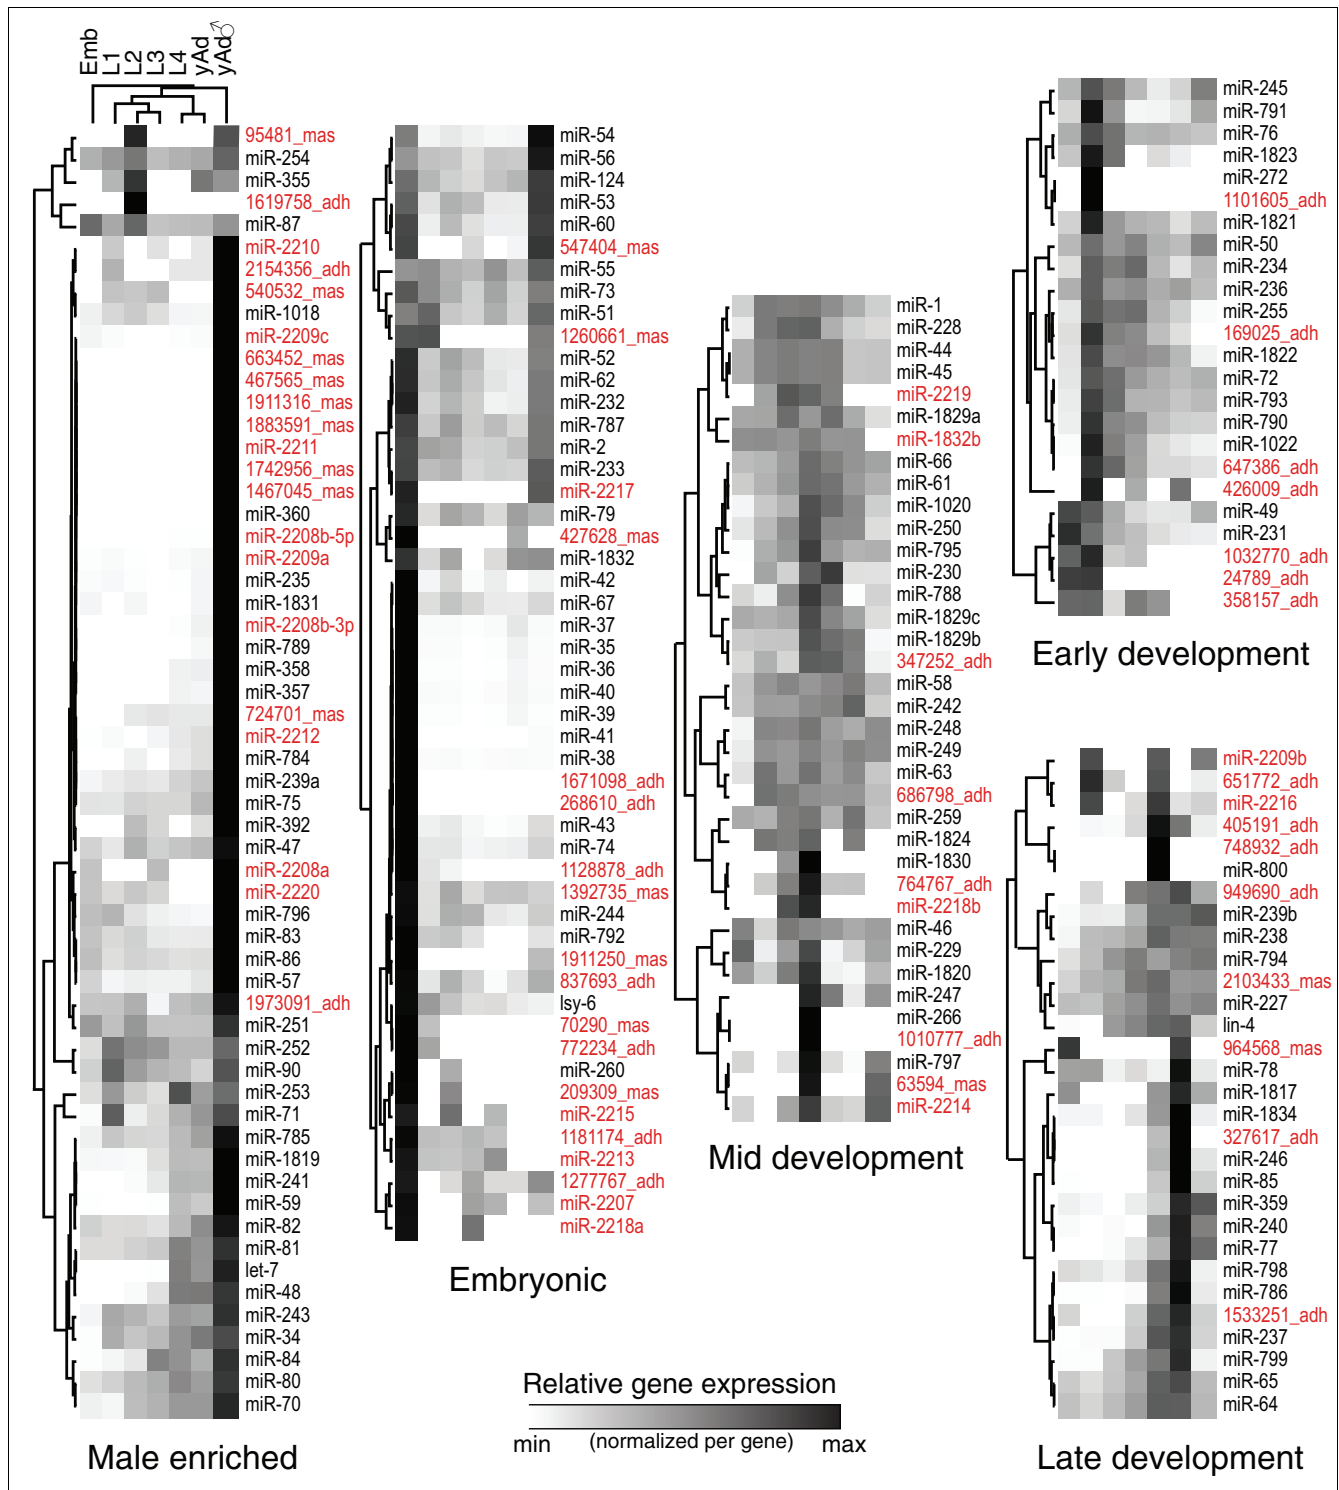 Emb
L1
L2
L3
L4
yAd
yAd♂
95481_mas
miR-254
miR-355
1619758_adh
miR-87
miR-2210
2154356_adh
540532_mas
miR-1018
miR-2209c
663452_mas
467565_mas
1911316_mas
1883591_mas
miR-2211
1742956_mas
1467045_mas
miR-360
miR-2208b-5p
miR-2209a
miR-235
miR-1831
miR-2208b-3p
miR-789
miR-358
miR-357
724701_mas
miR-2212
miR-784
miR-239a
miR-75
miR-392
miR-47
miR-2208a
miR-2220
miR-796
miR-83
miR-86
miR-57
1973091_adh
miR-251
miR-252
miR-90
miR-253
miR-71
miR-785
miR-1819
miR-241
miR-59
miR-82
miR-81
let-7
miR-48
miR-243
miR-34
miR-84
miR-80
miR-70
Male enriched
miR-54
miR-56
miR-124
miR-53
miR-60
547404_mas
miR-55
miR-73
miR-51
1260661_mas
miR-52
miR-62
miR-232
miR-787
miR-2
miR-233
miR-2217
miR-79
427628_mas
miR-1832
miR-42
miR-67
miR-37
miR-35
miR-36
miR-40
miR-39
miR-41
miR-38
1671098_adh
268610_adh
miR-43
miR-74
1128878_adh
1392735_mas
miR-244
miR-792
1911250_mas
837693_adh
lsy-6
70290_mas
772234_adh
miR-260
209309_mas
miR-2215
1181174_adh
miR-2213
1277767_adh
miR-2207
miR-2218a
Embryonic
miR-1
miR-228
miR-44
miR-45
miR-2219
miR-1829a
miR-1832b
miR-66
miR-61
miR-1020
miR-250
miR-795
miR-230
miR-788
miR-1829c
miR-1829b
347252_adh
miR-58
miR-242
miR-248
miR-249
miR-63
686798_adh
miR-259
miR-1824
miR-1830
764767_adh
miR-2218b
miR-46
miR-229
miR-1820
miR-247
miR-266
1010777_adh
miR-797
63594_mas
miR-2214
Mid development
miR-245
miR-791
miR-76
miR-1823
miR-272
1101605_adh
miR-1821
miR-50
miR-234
miR-236
miR-255
169025_adh
miR-1822
miR-72
miR-793
miR-790
miR-1022
647386_adh
426009_adh
miR-49
miR-231
1032770_adh
24789_adh
358157_adh
Early development
miR-2209b
651772_adh
miR-2216
405191_adh
748932_adh
miR-800
949690_adh
miR-239b
miR-238
miR-794
2103433_mas
miR-227
lin-4
964568_mas
miR-78
miR-1817
miR-1834
327617_adh
miR-246
miR-85
miR-359
miR-240
miR-77
miR-798
miR-786
1533251_adh
miR-237
miR-799
miR-65
miR-64
Late development
Relative gene expression
min (normalized per gene) max